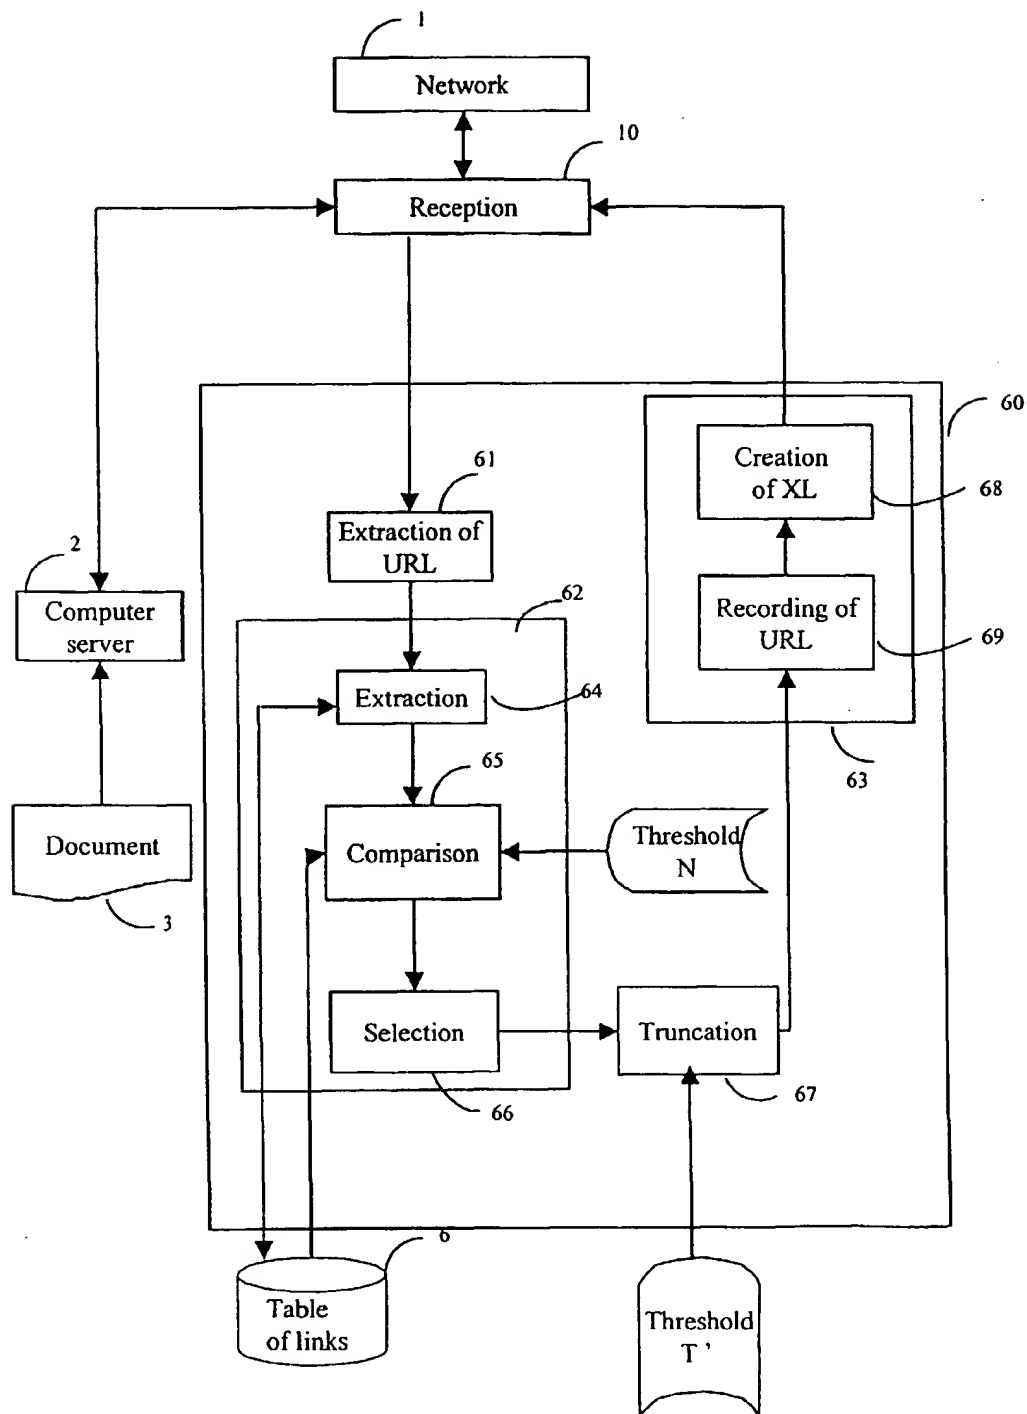 1
Network
10
Reception
60
Creation
of XL
68
61
Extraction of
URL
2
Computer
server
62
Recording of
URL
69
Extraction
64
63
65
Document
3
Comparison
Threshold
N
Selection
66
Truncation
67
6
Table
of links
Threshold
T '